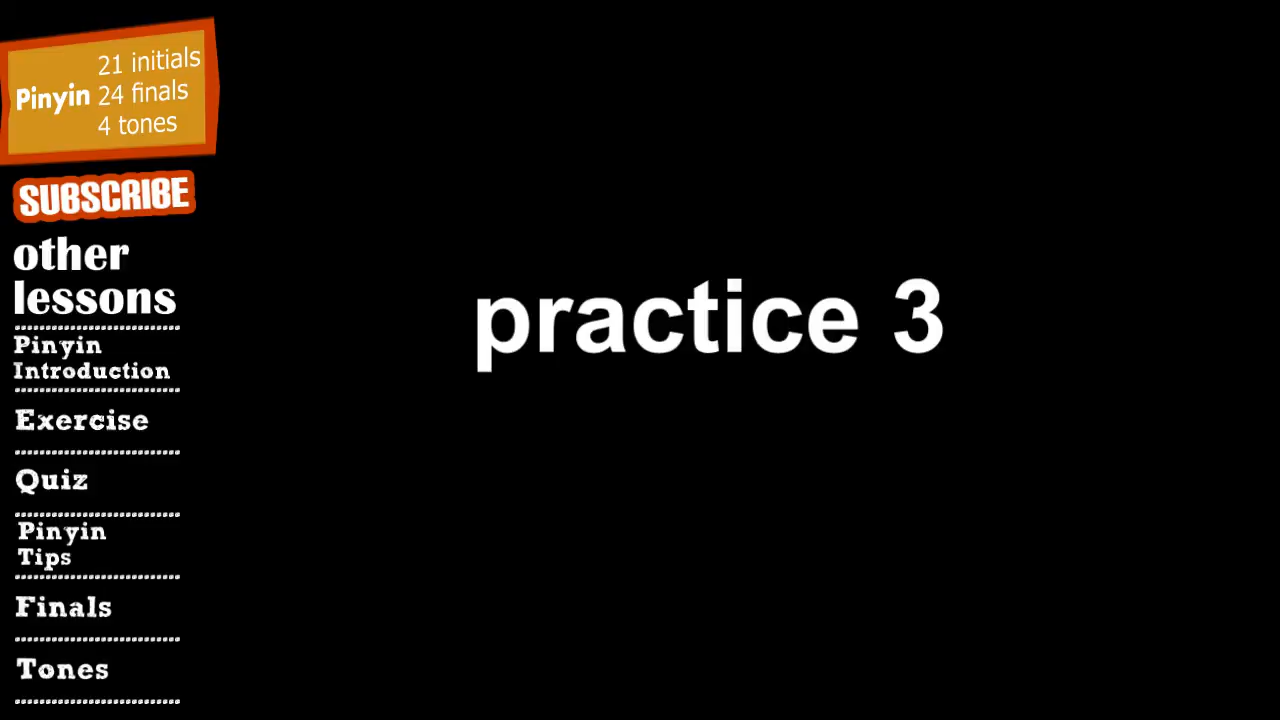 21 initials
Pinyin 24 finals
4 tones
SUBSCRIBE
other
lessons
Pinyin
Introduction
Exercise
Quiz
Pinyin
Tips
Finals
Tones
practice 3